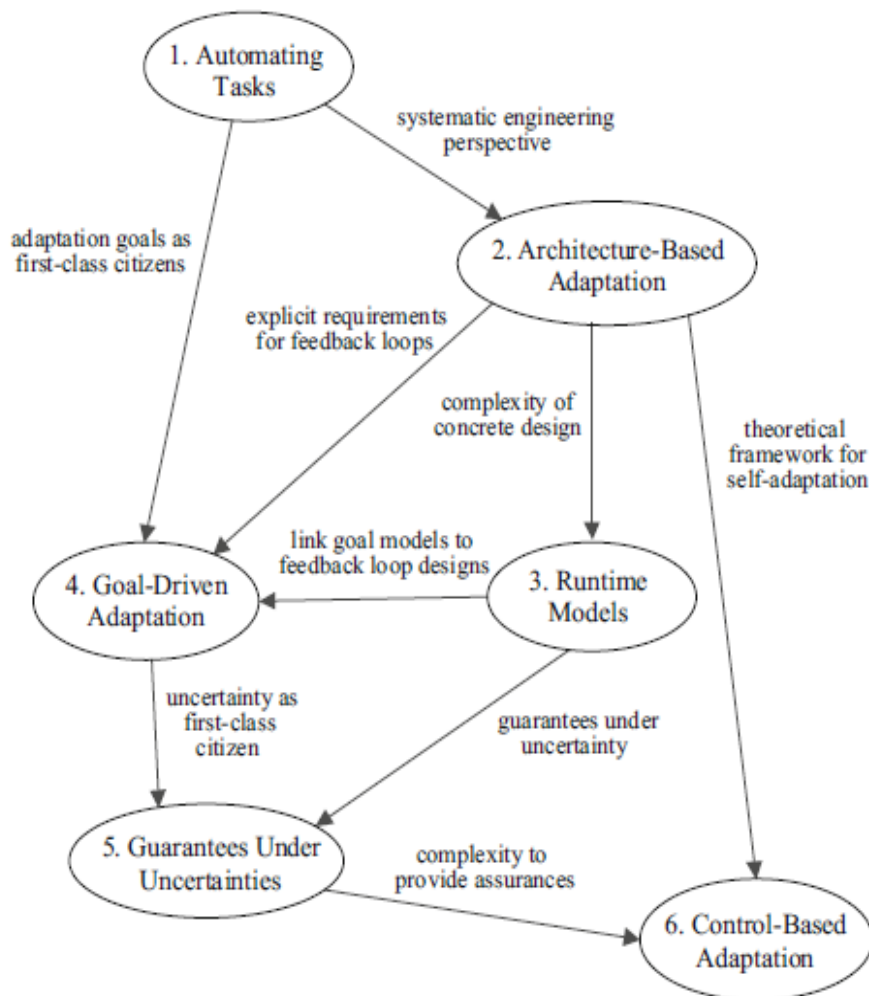 1. Automating
Tasks
systematic engineering
perspective
adaptation goals as
first-class citizens
2. Architecture-Based
Adaptation
explicit requirements
for feedback loops
complexity of
concrete design
theoretical
framework for
self-adaptation
link goal models to
feedback loop designs
4. Goal-Driven
Adaptation
3. Runtime
Models
uncertainty as
first-class
citizen
guarantees under
uncertainty
5. Guarantees Under
Uncertainties
complexity to
provide assurances
6. Control-Based
Adaptation